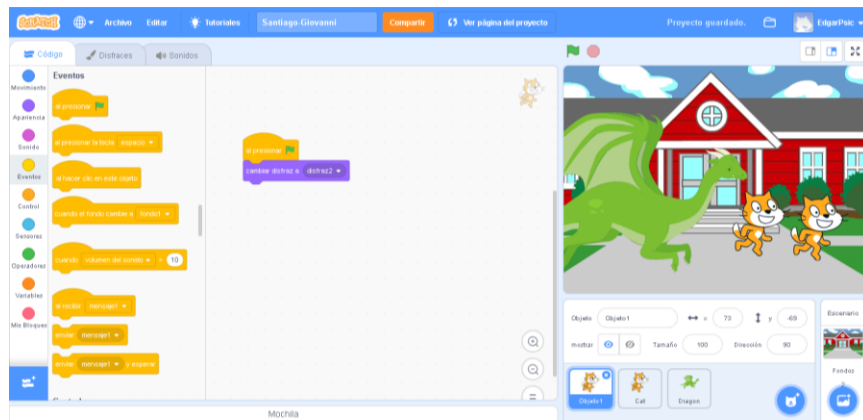 SCRATCH
Archivo Editar Tutoriales Santiago-Giovanni Compartir Ver página del proyecto Proyecto guardado. EdgarPsic
Código Disfraces Sonidos
Movimiento
Apariencia
Sonido
Eventos
Control
Sensores
Operadores
Variables
Mis Bloques
Eventos
al presionar
al presionar la tecla espacio
al hacer clic en este objeto
cuando el fondo cambie a fondo1
cuando volumen del sonido > 10
al recibir mensaje1
enviar mensaje1
enviar mensaje1 y esperar
al presionar
cambiar disfraz a disfraz2
Objeto Objeto1 x 73 y -69
mostrar Tamaño 100 Dirección 90
Objeto1 Cat Dragon
Escenario
Fondos
Mochila